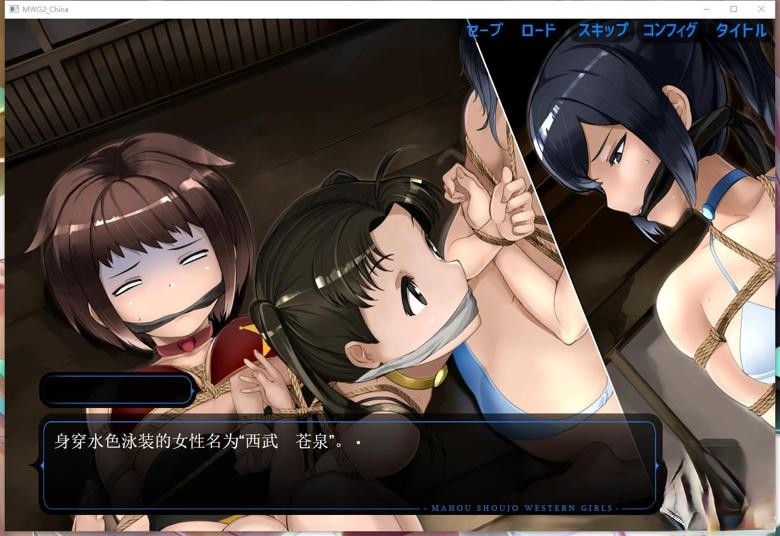 MWG2_China
セーブ ロード スキップ コンフィグ タイトル
身穿水色泳装的女性名为“西武　苍泉”。
MAHOU SHOUJO WESTERN GIRLS